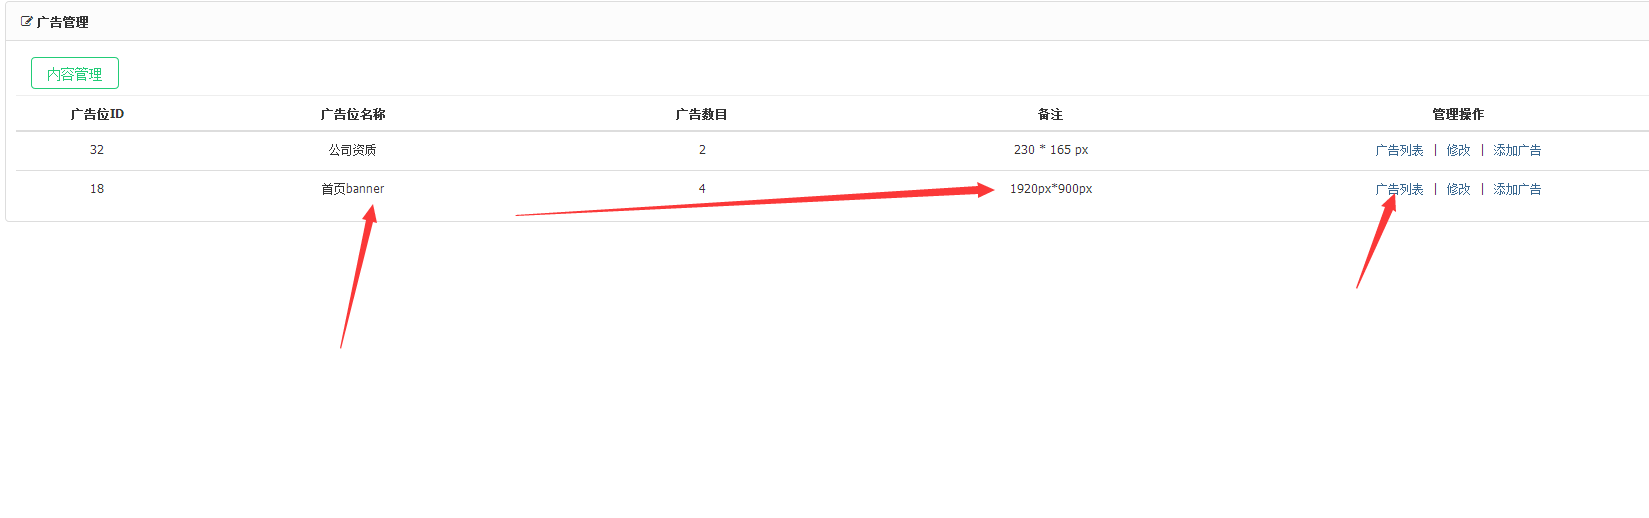 广告管理
内容管理
广告位ID 广告位名称 广告数目 备注 管理操作
32 公司资质 2 230 * 165 px 广告列表 | 修改 | 添加广告
18 首页banner 4 1920px*900px 广告列表 | 修改 | 添加广告